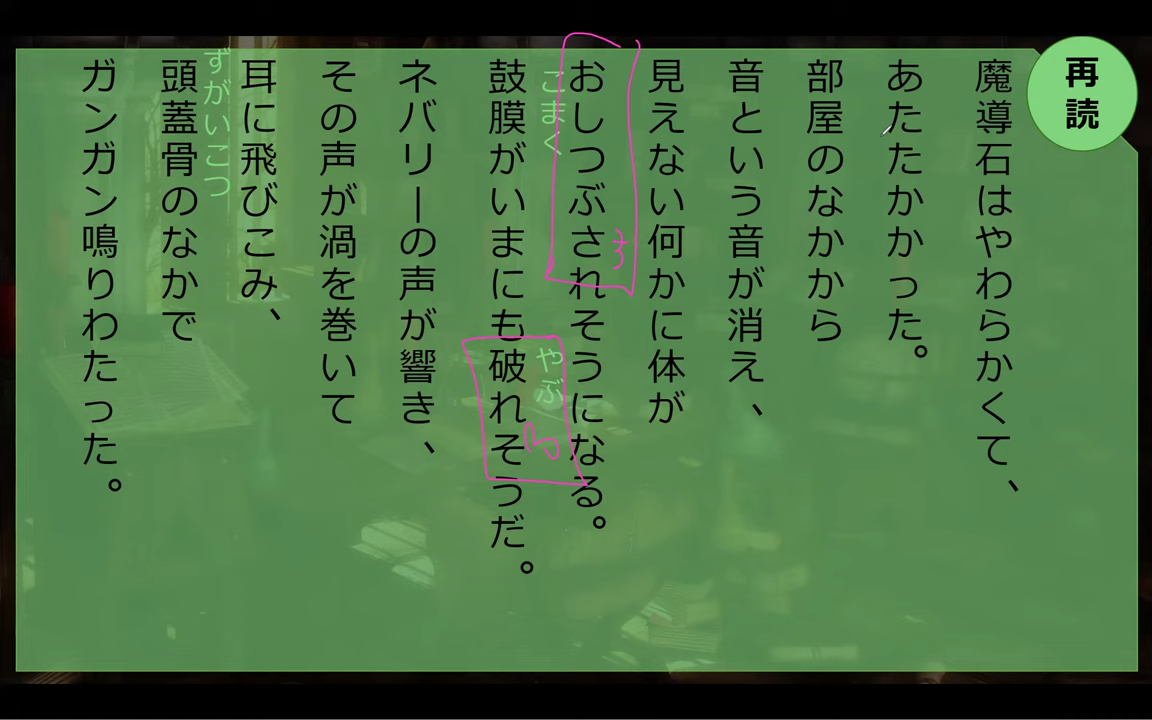 再読
魔導石はやわらかくて、
あたたかかった。
部屋のなかから
音という音が消え、
見えない何かに体が
おしつぶされそうになる。
る
こまく
やぶ
鼓膜がいまにも破れそうだ。
る
ネバリーの声が響き、
その声が渦を巻いて
耳に飛びこみ、
ずがいこつ
頭蓋骨のなかで
ガンガン鳴りわたった。